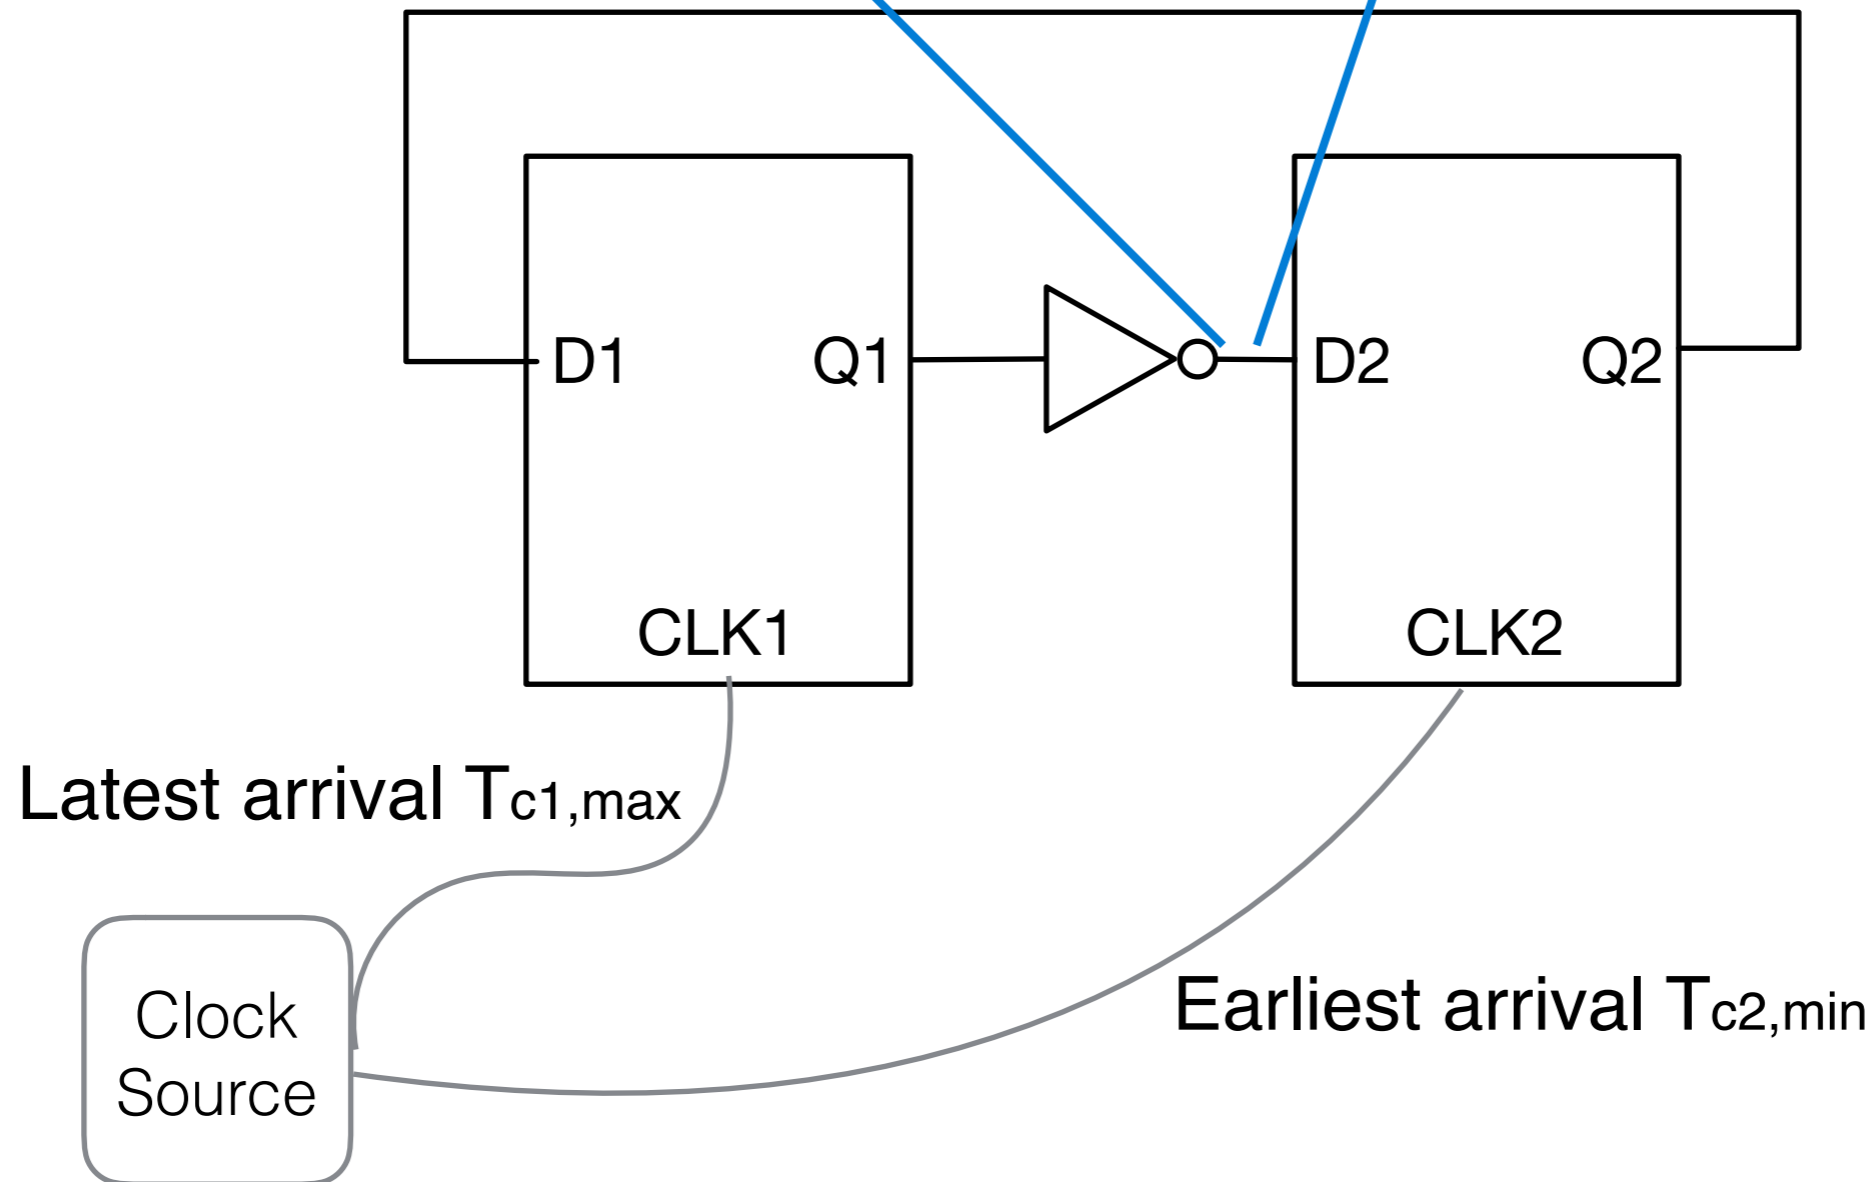 D1
Q1
D2
Q2
CLK1
CLK2
Latest arrival Tc1,max
Earliest arrival Tc2,min
Clock
Source